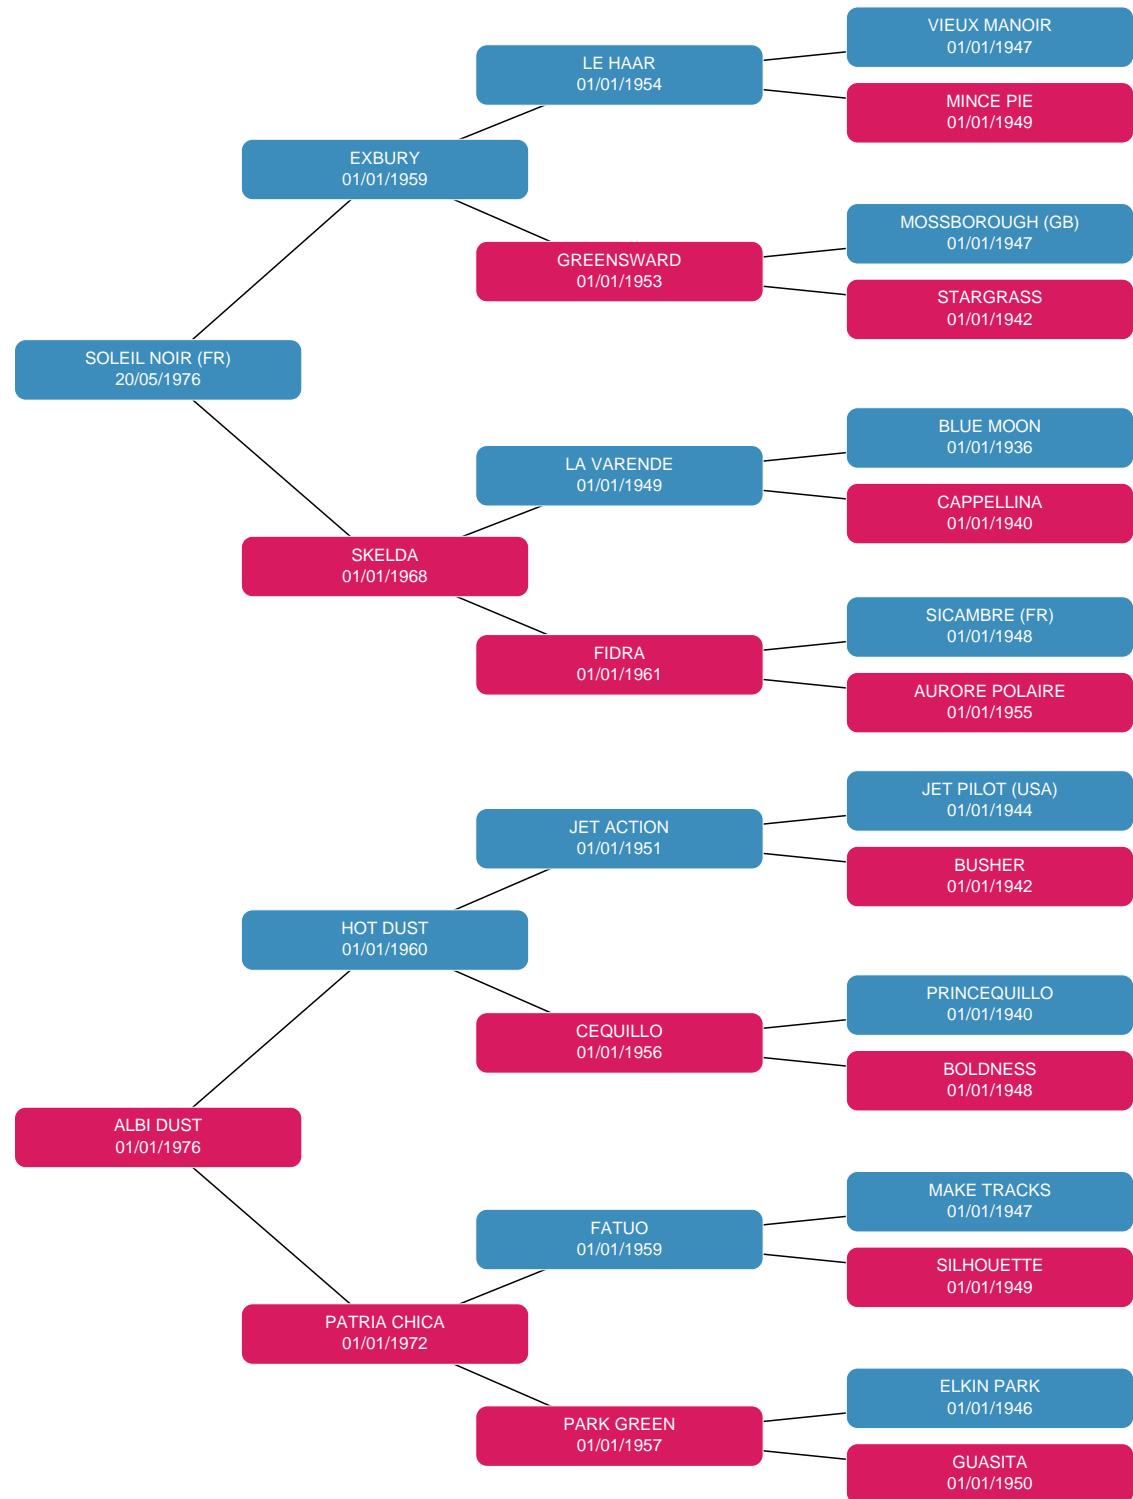 VIEUX MANOIR
01/01/1947
LE HAAR
01/01/1954
MINCE PIE
01/01/1949
EXBURY
01/01/1959
MOSSBOROUGH (GB)
01/01/1947
GREENSWARD
01/01/1953
STARGRASS
01/01/1942
SOLEIL NOIR (FR)
20/05/1976
BLUE MOON
01/01/1936
LA VARENDE
01/01/1949
CAPPELLINA
01/01/1940
SKELDA
01/01/1968
SICAMBRE (FR)
01/01/1948
FIDRA
01/01/1961
AURORE POLAIRE
01/01/1955
JET PILOT (USA)
01/01/1944
JET ACTION
01/01/1951
BUSHER
01/01/1942
HOT DUST
01/01/1960
PRINCEQUILLO
01/01/1940
CEQUILLO
01/01/1956
BOLDNESS
01/01/1948
ALBI DUST
01/01/1976
MAKE TRACKS
01/01/1947
FATUO
01/01/1959
SILHOUETTE
01/01/1949
PATRIA CHICA
01/01/1972
ELKIN PARK
01/01/1946
PARK GREEN
01/01/1957
GUASITA
01/01/1950